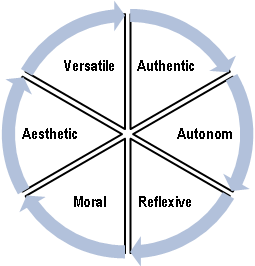 Versatile Authentic
Aesthetic Autonom
Moral Reflexive